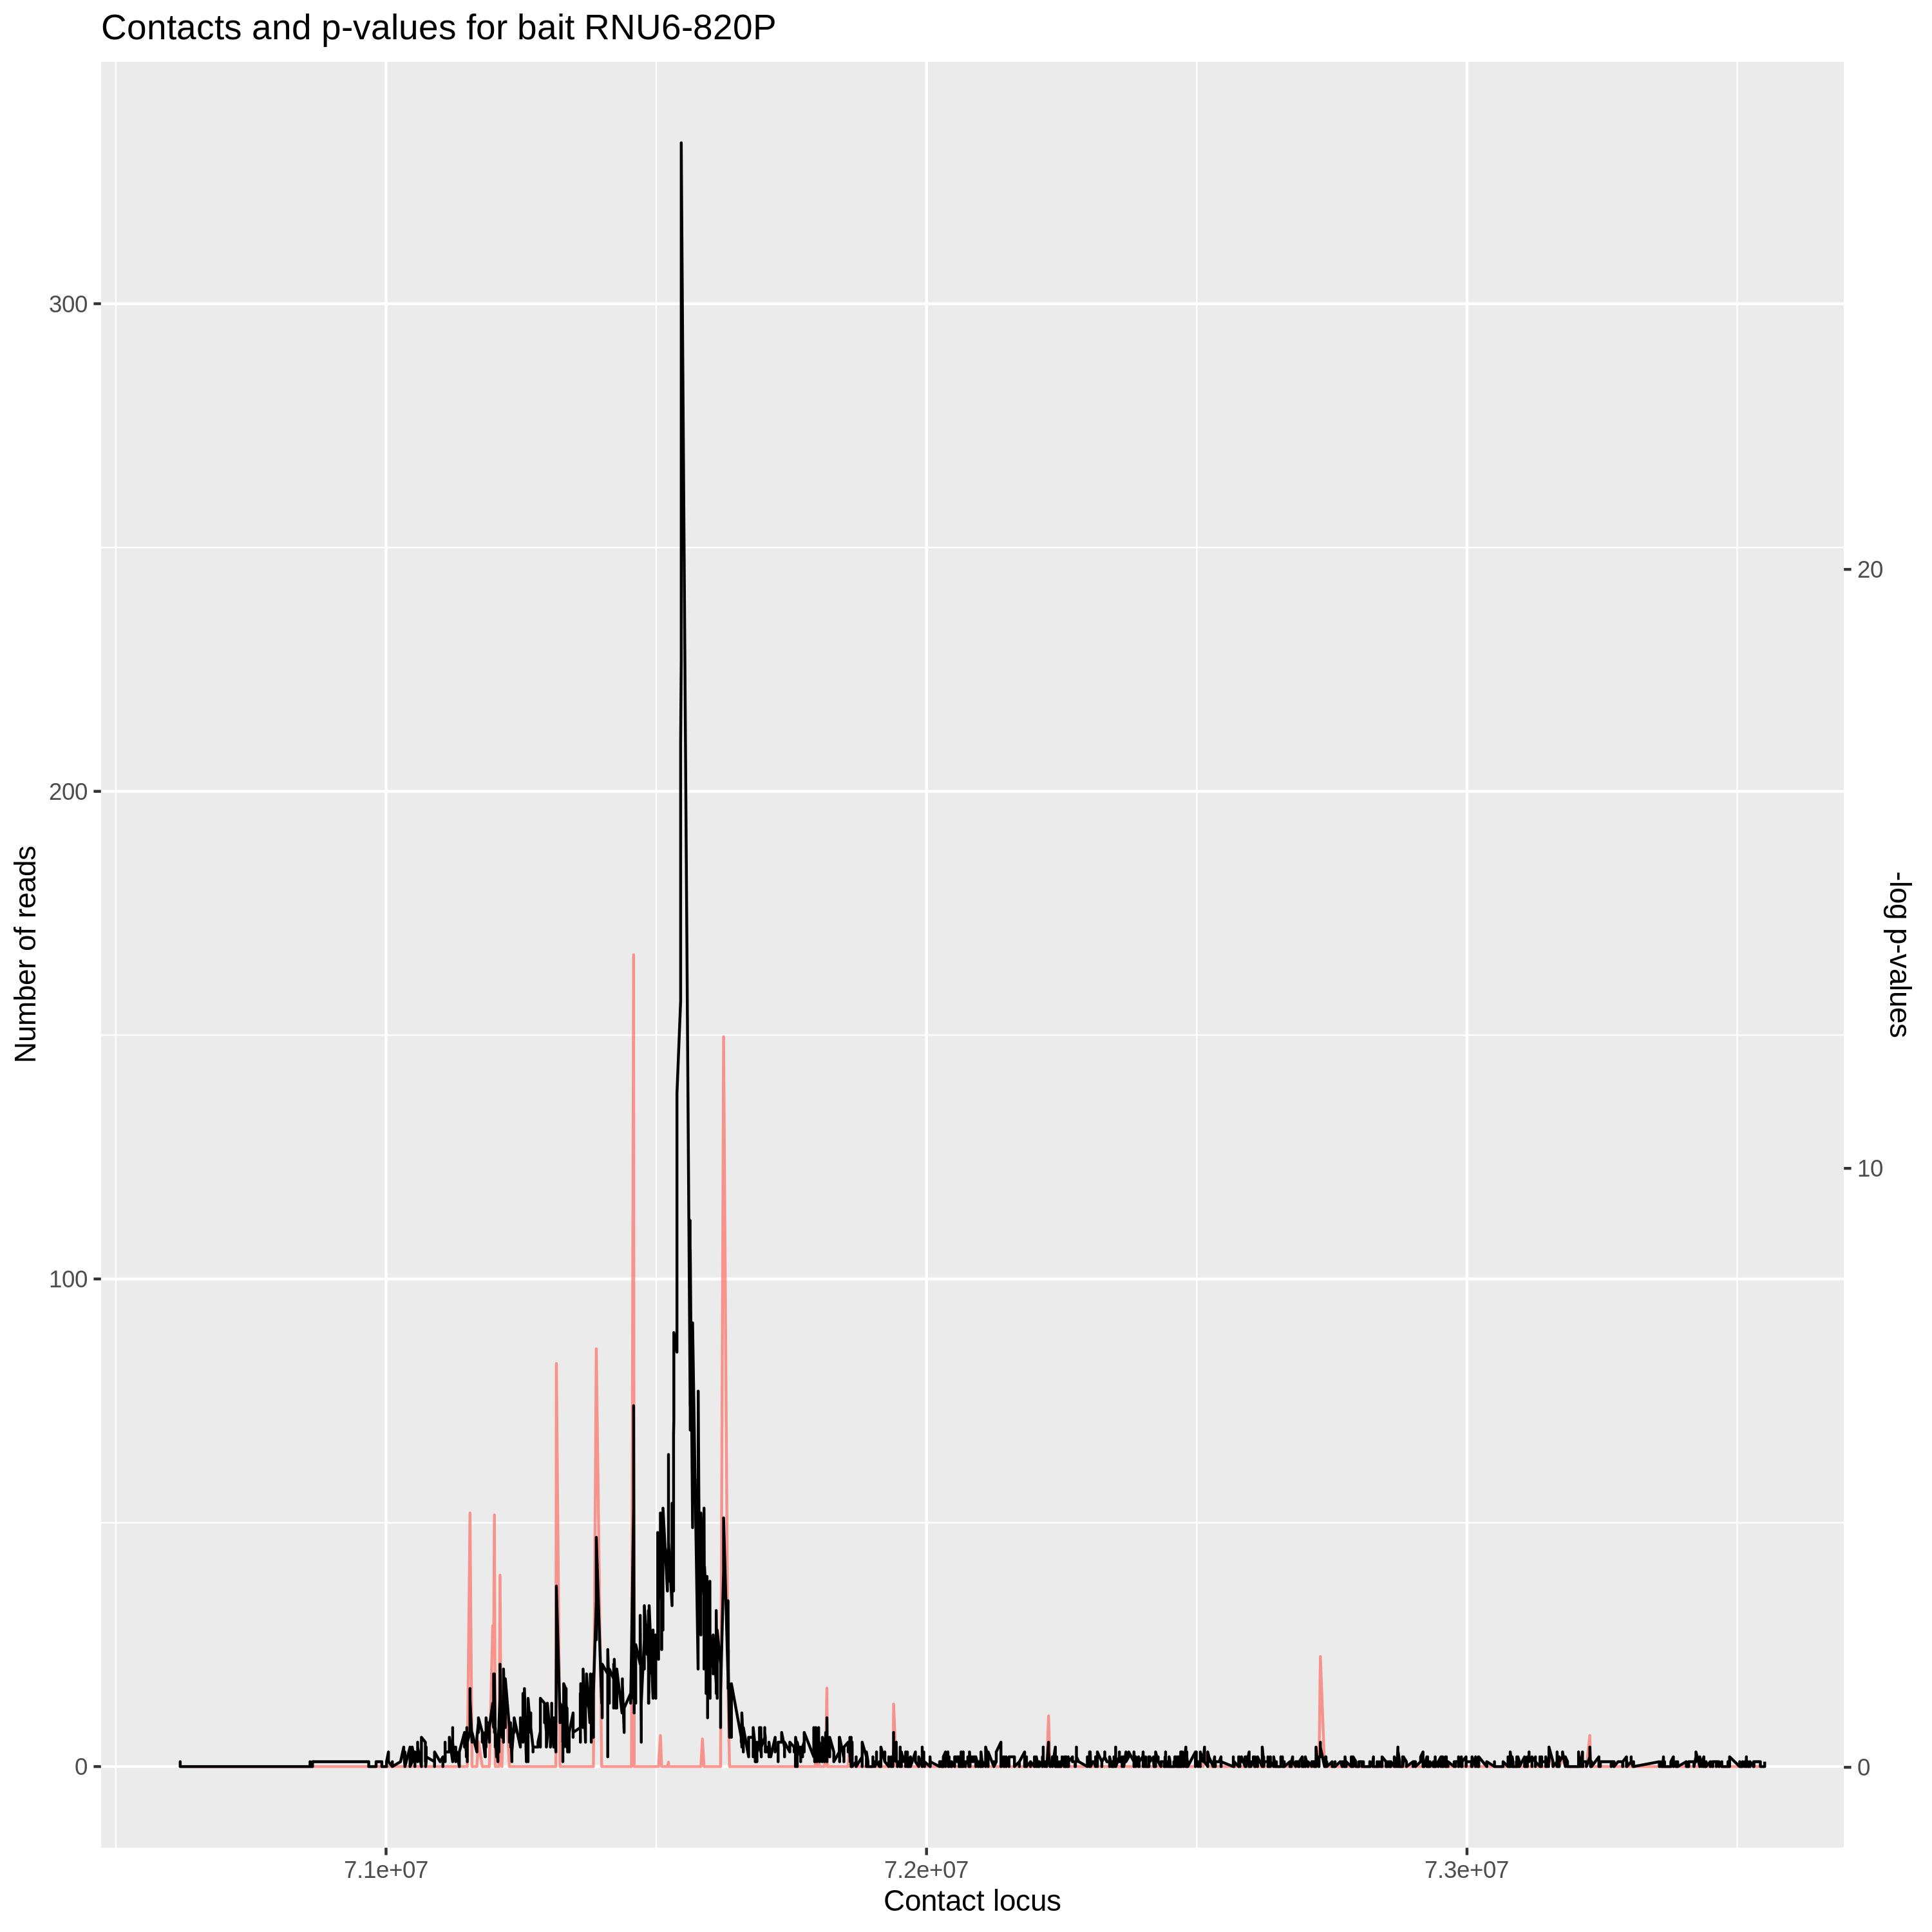 Contacts and p-values for bait RNU6-820P
300
200
100
0
Number of reads
20
10
0
-log p-values
7.1e+07
7.2e+07
7.3e+07
Contact locus